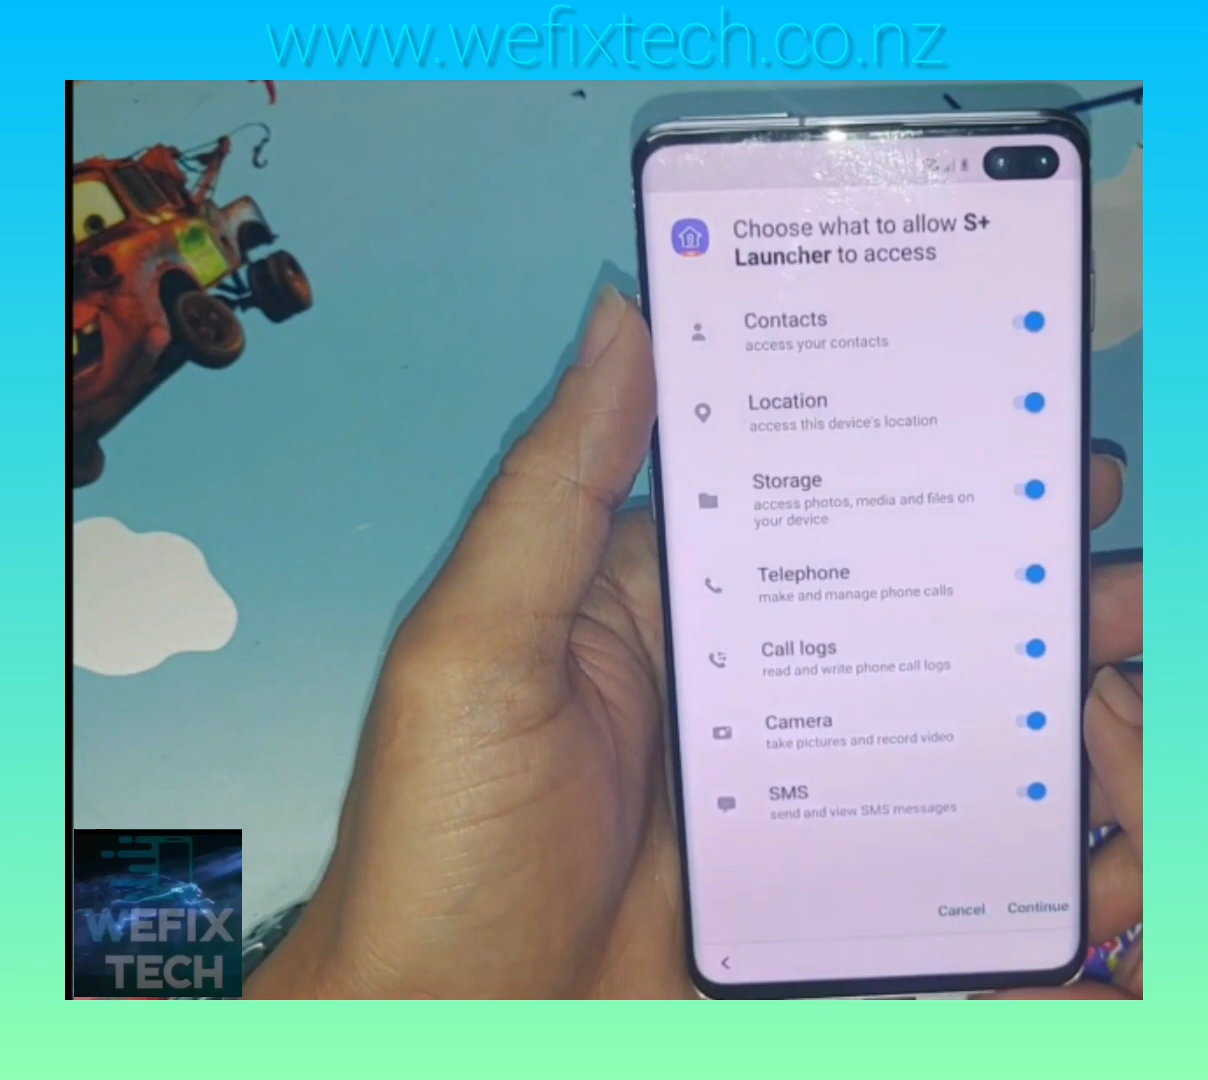 www.wefixtech.co.nz
Choose what to allow S+
Launcher to access
Contacts
access your contacts
Location
access this device's location
Storage
access photos, media and files on
your device
Telephone
make and manage phone calls
Call logs
read and write phone call logs
Camera
take pictures and record video
SMS
send and view SMS messages
Cancel
Continue
WEFIX
TECH